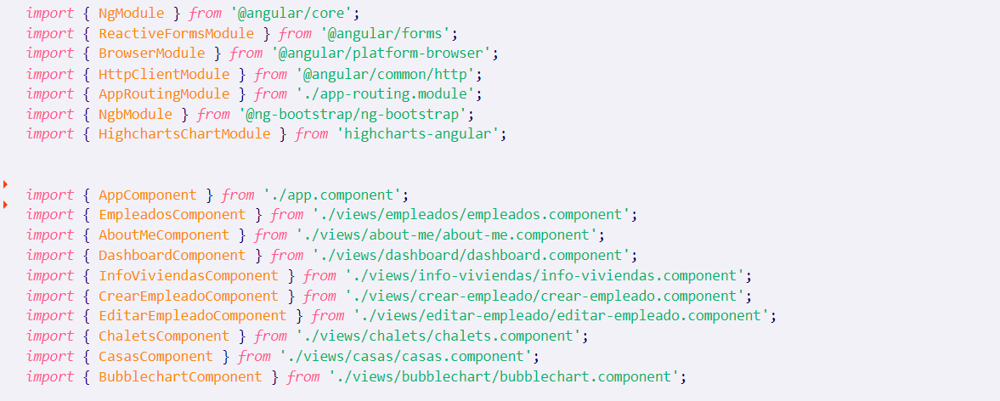 import { NgModule } from '@angular/core';
import { ReactiveFormsModule } from '@angular/forms';
import { BrowserModule } from '@angular/platform-browser';
import { HttpClientModule } from '@angular/common/http';
import { AppRoutingModule } from './app-routing.module';
import { NgbModule } from '@ng-bootstrap/ng-bootstrap';
import { HighchartsChartModule } from 'highcharts-angular';
import { AppComponent } from './app.component';
import { EmpleadosComponent } from './views/empleados/empleados.component';
import { AboutMeComponent } from './views/about-me/about-me.component';
import { DashboardComponent } from './views/dashboard/dashboard.component';
import { InfoViviendasComponent } from './views/info-viviendas/info-viviendas.component';
import { CrearEmpleadoComponent } from './views/crear-empleado/crear-empleado.component';
import { EditarEmpleadoComponent } from './views/editar-empleado/editar-empleado.component';
import { ChaletsComponent } from './views/chalets/chalets.component';
import { CasasComponent } from './views/casas/casas.component';
import { BubblechartComponent } from './views/bubblechart/bubblechart.component';